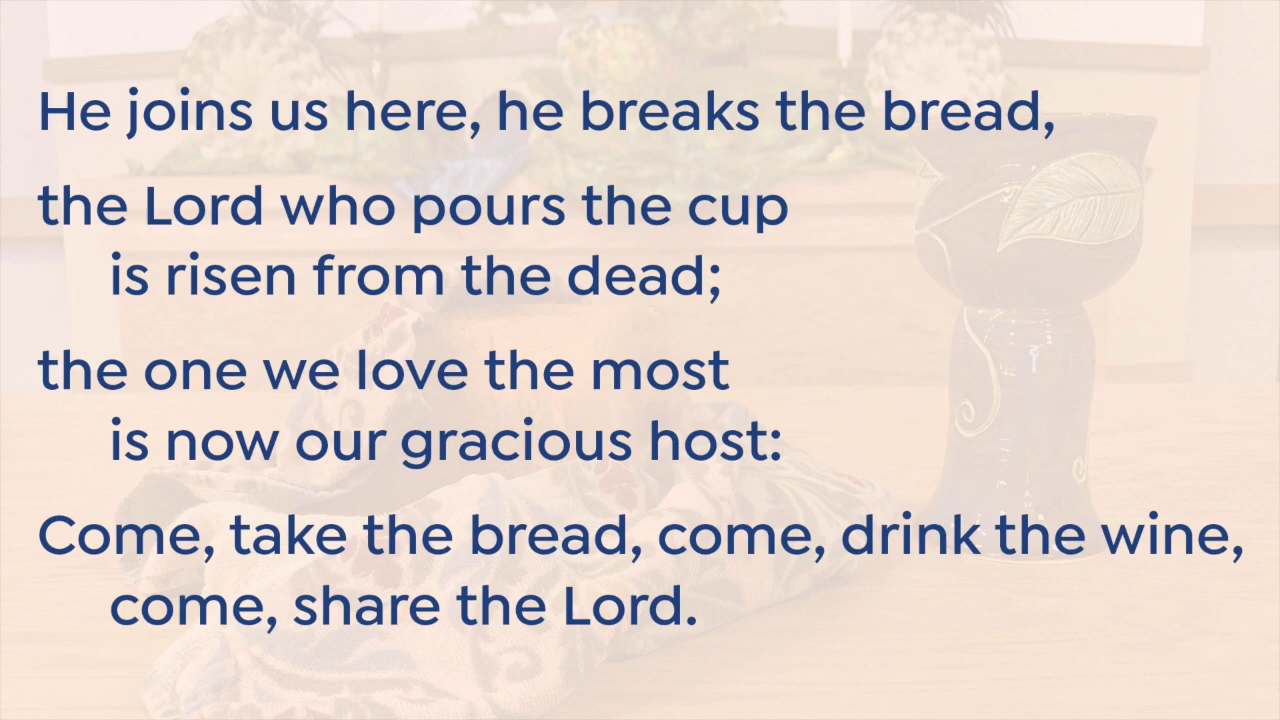 He joins us here, he breaks the bread,
the Lord who pours the cup
is risen from the dead;
the one we love the most
is now our gracious host:
Come, take the bread, come, drink the wine,
come, share the Lord.